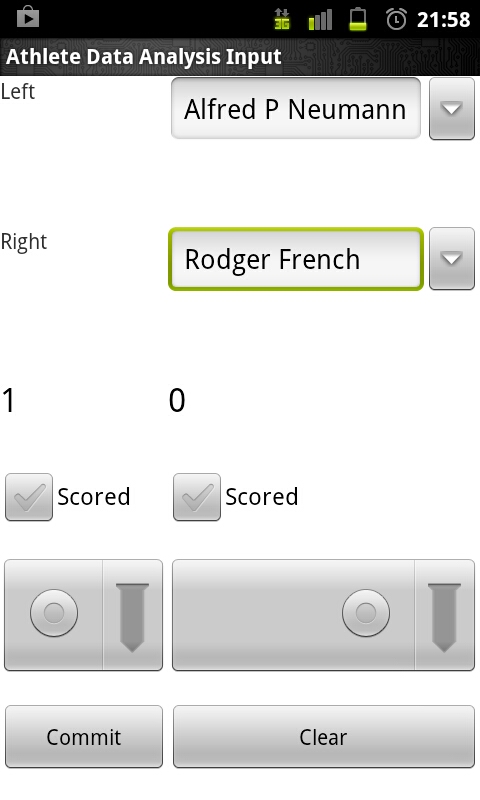 3G 21:58
Athlete Data Analysis Input
Left Alfred P Neumann
Right Rodger French
1 0
Scored Scored
Commit Clear